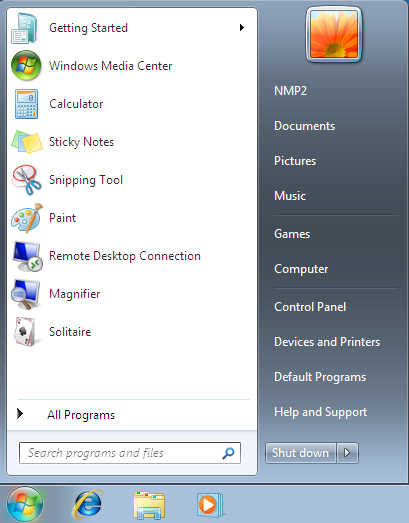 Getting Started
Windows Media Center
Calculator
Sticky Notes
Snipping Tool
Paint
Remote Desktop Connection
Magnifier
Solitaire
All Programs
Search programs and files
NMP2
Documents
Pictures
Music
Games
Computer
Control Panel
Devices and Printers
Default Programs
Help and Support
Shut down